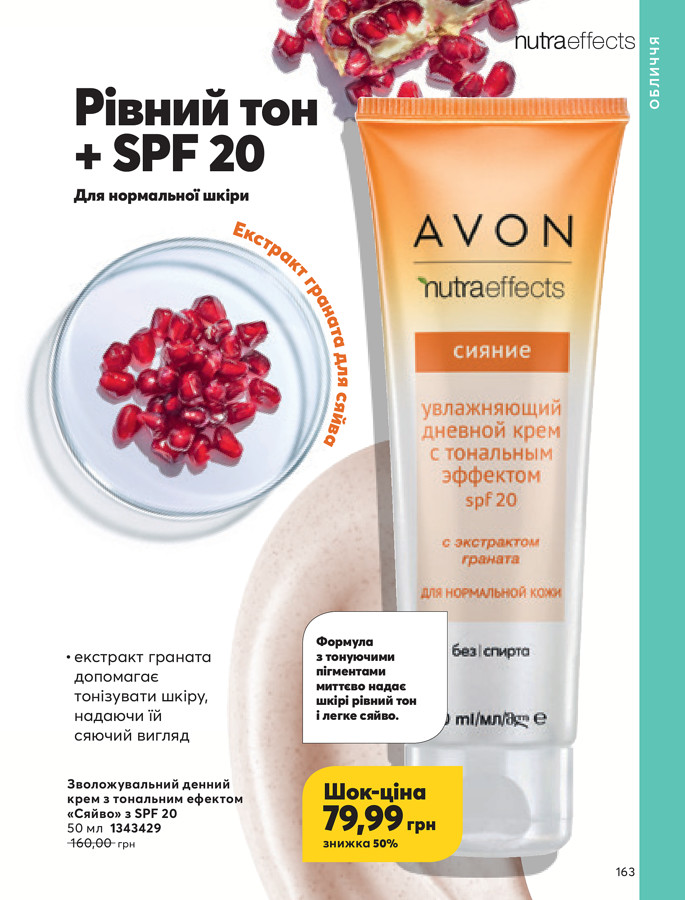 nutraeffects
ОБЛИЧЧЯ
Рівний тон
+ SPF 20
Для нормальної шкіри
Екстракт граната для сяйва
AVON
nutraeffects
сияние
увлажняющий
дневной крем
с тональным
эффектом
spf 20
с экстрактом
граната
для нормальной кожи
без|спирта
ml/мл/
e
Формула
з тонуючими
пігментами
миттєво надає
шкірі рівний тон
і легке сяйво.
• екстракт граната
допомагає
тонізувати шкіру,
надаючи їй
сяючий вигляд
Зволожувальний денний
крем з тональним ефектом
«Сяйво» з SPF 20
50 мл 1343429
160,00 грн
Шок-ціна
79,99 грн
знижка 50%
163